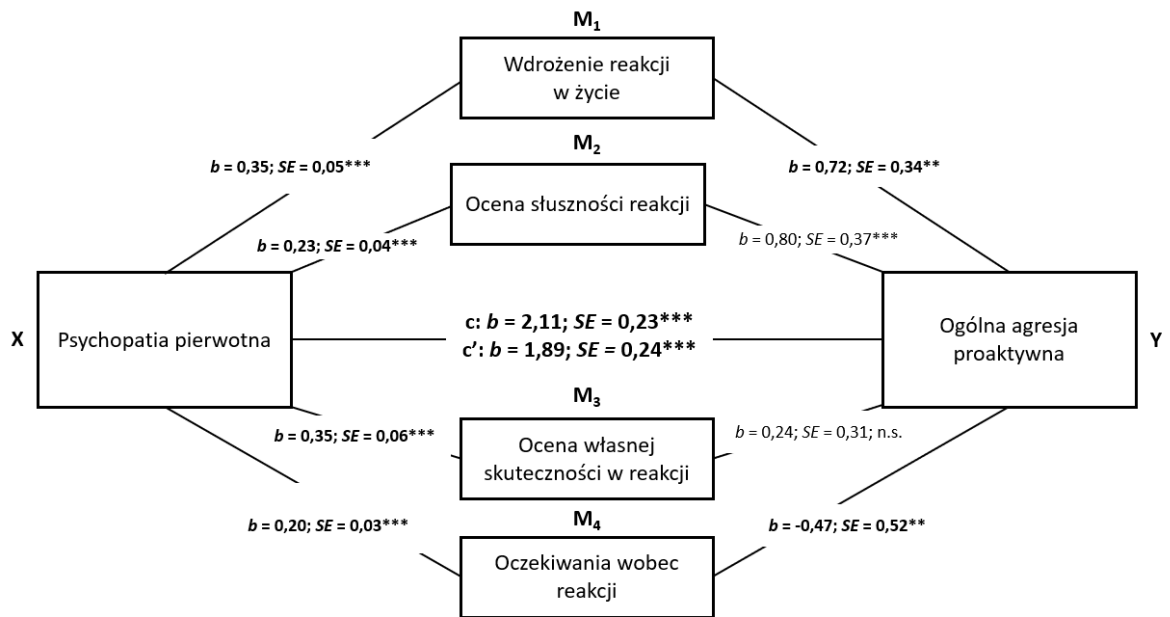 M₁
Wdrożenie reakcji
w życie
b = 0,35; SE = 0,05***
b = 0,72; SE = 0,34**
M₂
Ocena słuszności reakcji
b = 0,23; SE = 0,04***
b = 0,80; SE = 0,37***
X
Psychopatia pierwotna
c: b = 2,11; SE = 0,23***
c’: b = 1,89; SE = 0,24***
Ogólna agresja
proaktywna
Y
M₃
Ocena własnej
skuteczności w reakcji
b = 0,35; SE = 0,06***
b = 0,24; SE = 0,31; n.s.
M₄
Oczekiwania wobec
reakcji
b = 0,20; SE = 0,03***
b = -0,47; SE = 0,52**